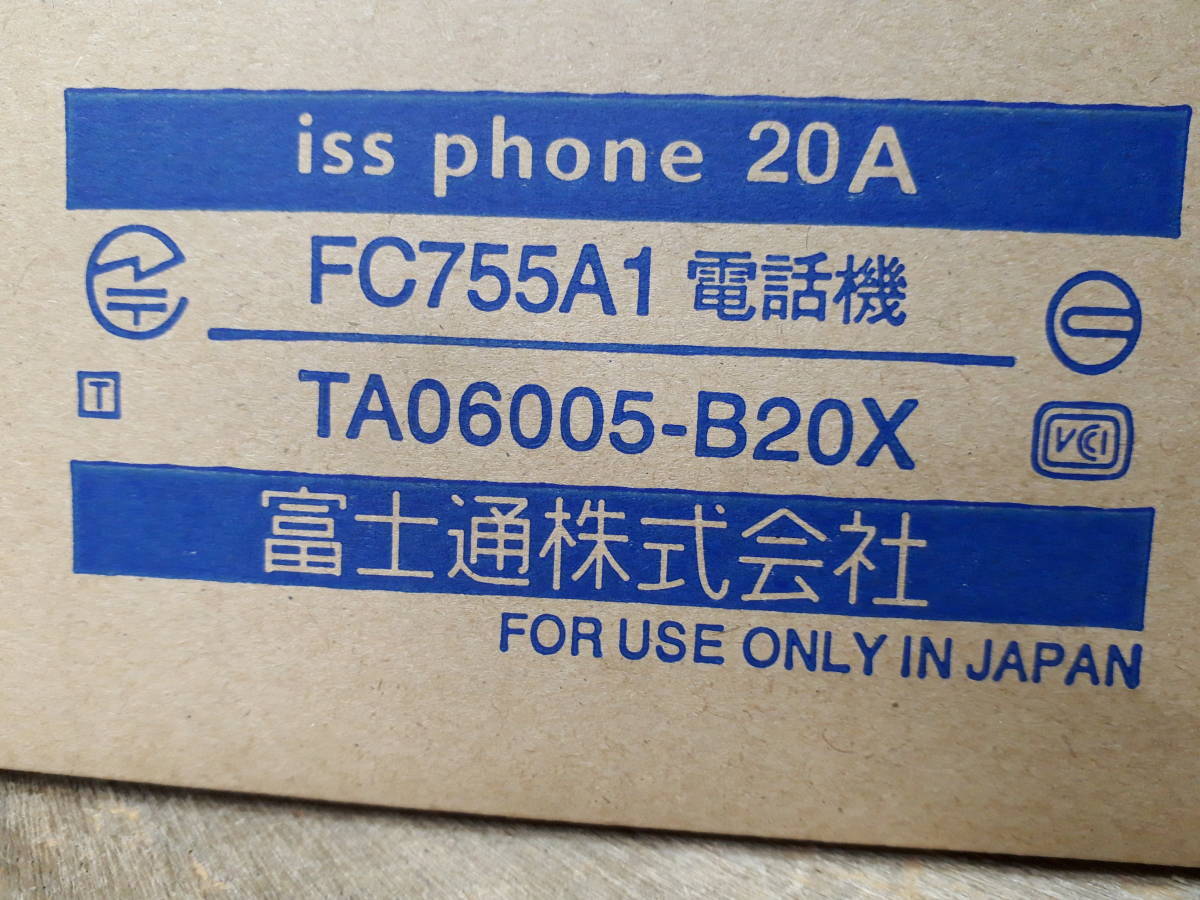 iss phone 20A
FC755A1 電話機
T
TA06005-B20X
VCCI
富士通株式会社
FOR USE ONLY IN JAPAN